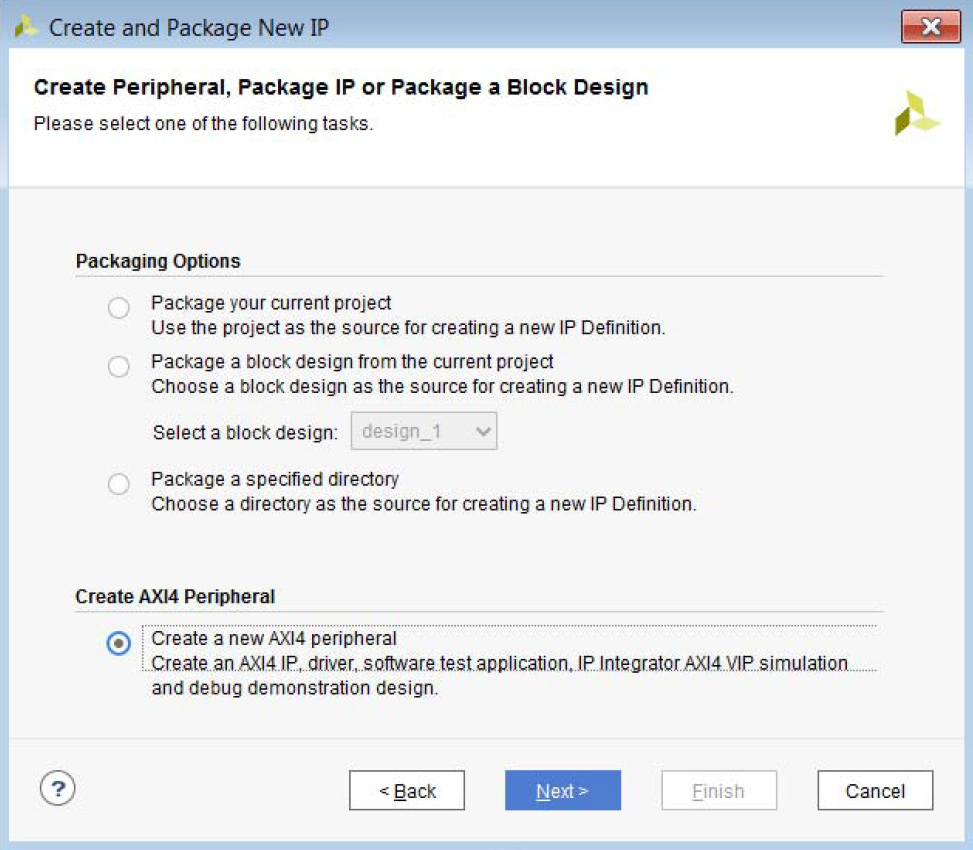 Create and Package New IP
Create Peripheral, Package IP or Package a Block Design
Please select one of the following tasks.
Packaging Options
Package your current project
Use the project as the source for creating a new IP Definition.
Package a block design from the current project
Choose a block design as the source for creating a new IP Definition.
Select a block design: design_1
Package a specified directory
Choose a directory as the source for creating a new IP Definition.
Create AXI4 Peripheral
Create a new AXI4 peripheral
Create an AXI4 IP, driver, software test application, IP Integrator AXI4 VIP simulation
and debug demonstration design.
? < Back Next > Finish Cancel